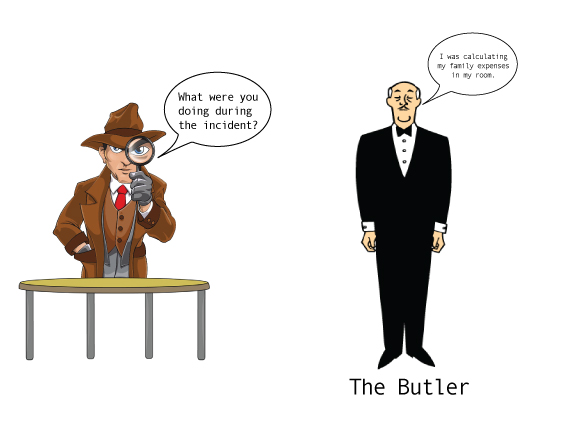 What were you
doing during
the incident?
I was calculating
my family expenses
in my room.
The Butler